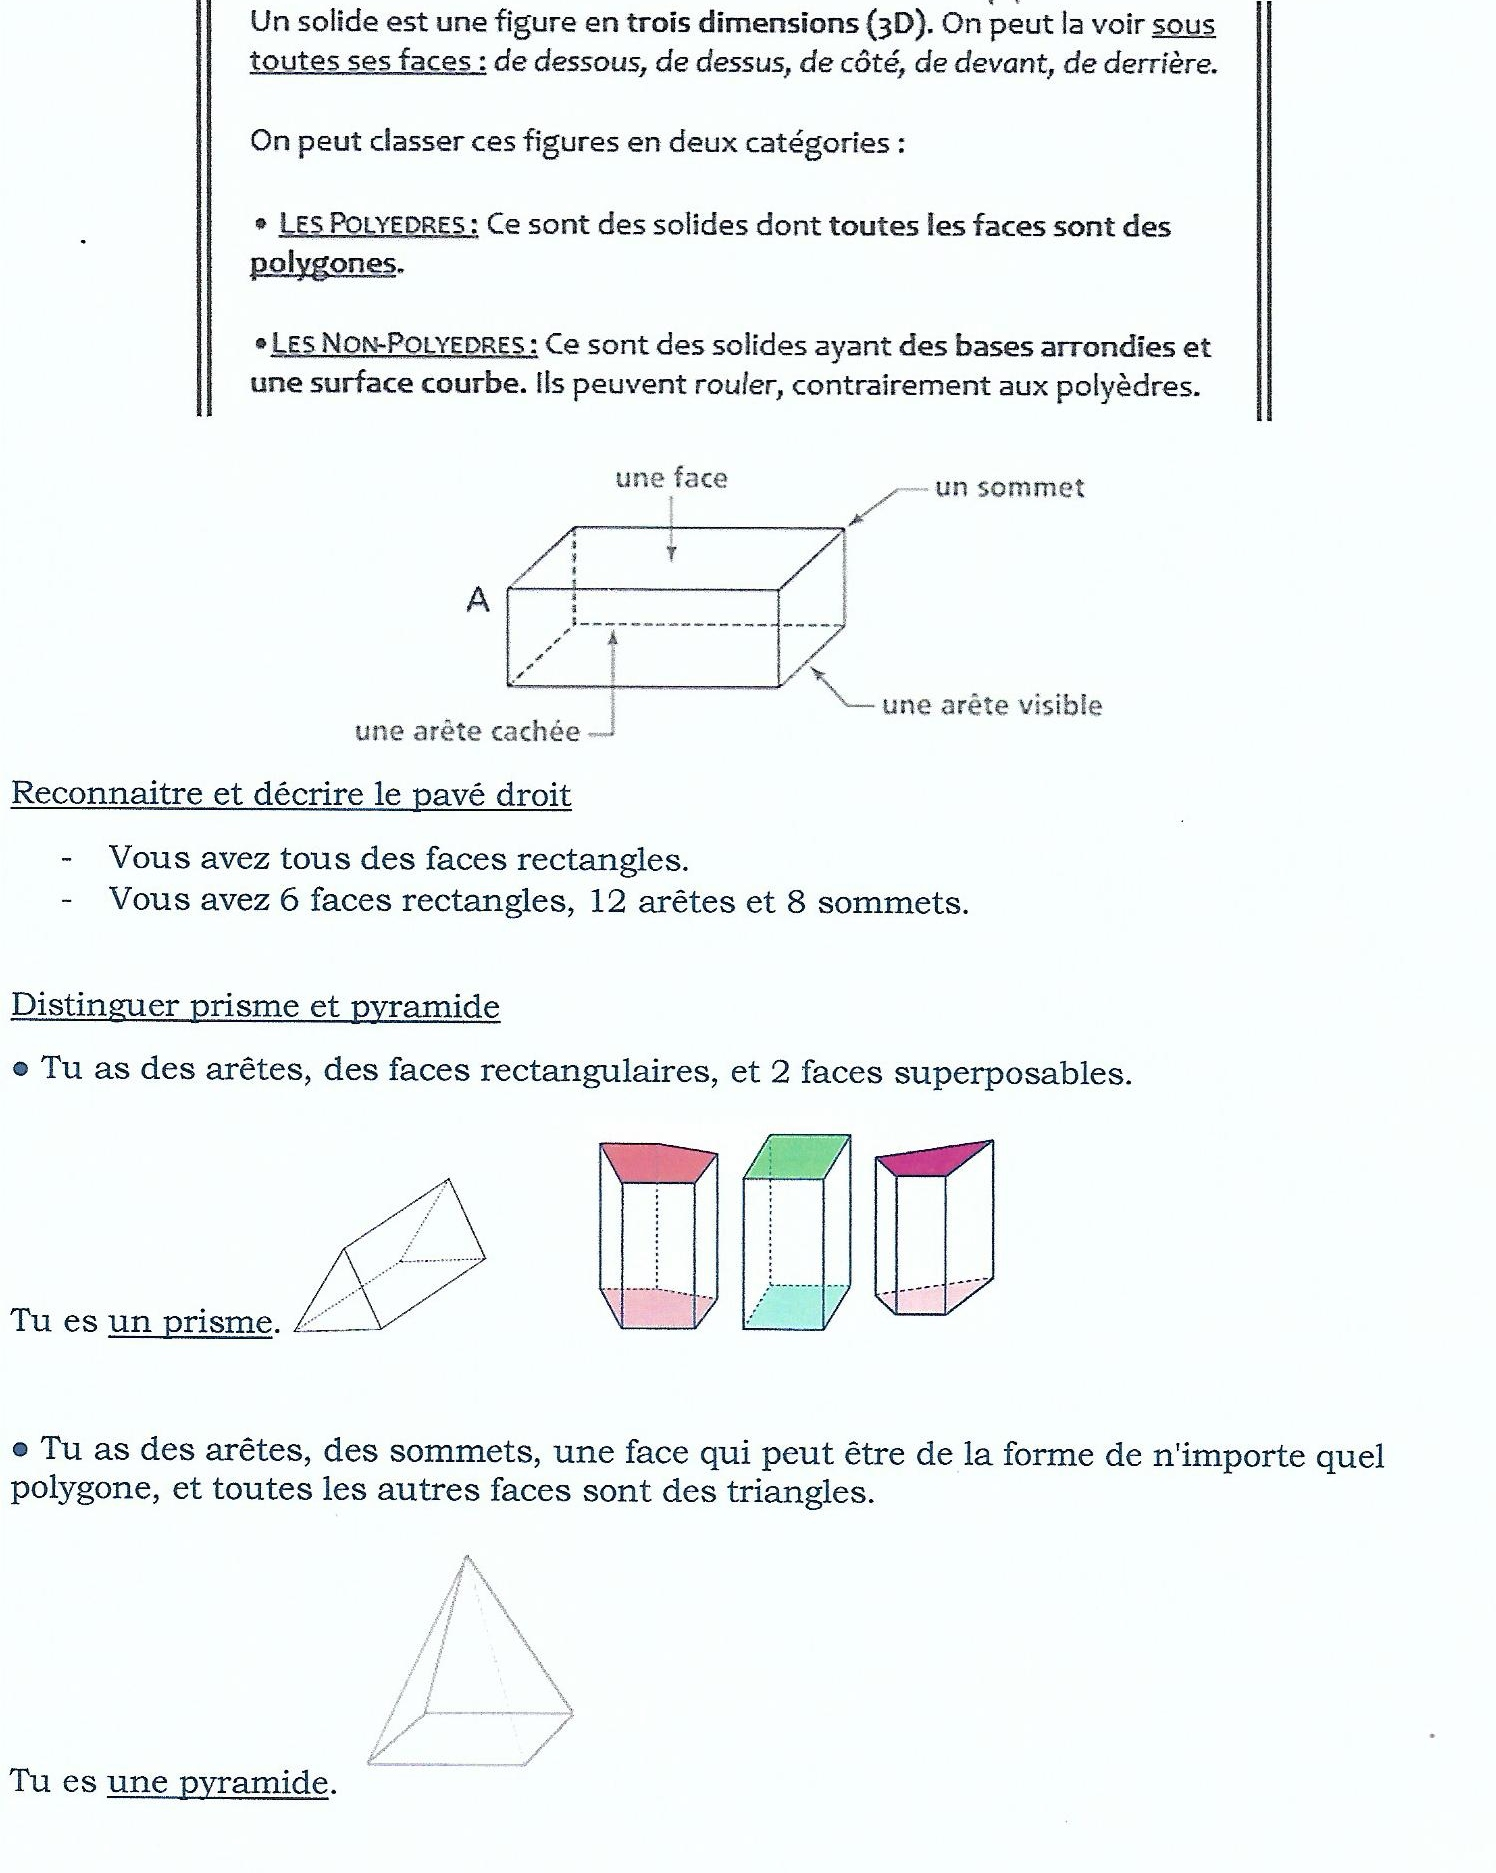 Un solide est une figure en trois dimensions (3D). On peut la voir sous
toutes ses faces : de dessous, de dessus, de côté, de devant, de derrière.
On peut classer ces figures en deux catégories :
• LES POLYEDRES : Ce sont des solides dont toutes les faces sont des
polygones.
• LES NON-POLYEDRES : Ce sont des solides ayant des bases arrondies et
une surface courbe. Ils peuvent rouler, contrairement aux polyèdres.
une face
un sommet
A
une arête visible
une arête cachée
Reconnaitre et décrire le pavé droit
- Vous avez tous des faces rectangles.
- Vous avez 6 faces rectangles, 12 arêtes et 8 sommets.
Distinguer prisme et pyramide
• Tu as des arêtes, des faces rectangulaires, et 2 faces superposables.
Tu es un prisme.
• Tu as des arêtes, des sommets, une face qui peut être de la forme de n'importe quel
polygone, et toutes les autres faces sont des triangles.
Tu es une pyramide.